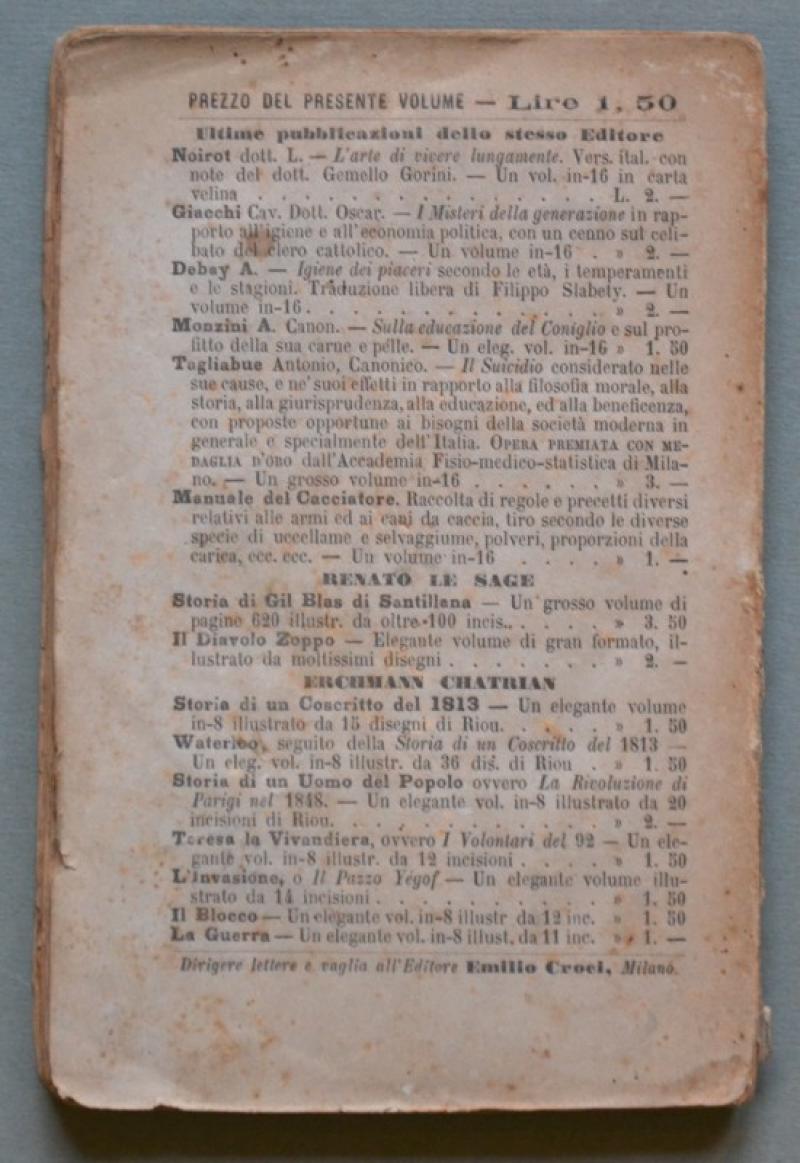 PREZZO DEL PRESENTE VOLUME — Lire 1, 50
Ultime pubblicazioni dello stesso Editore
Noirot dott. L. — L'arte di vivere lungamente. Vers. ital. con
note del dott. Gemello Gorini. — Un vol. in-16 in carta
velina . . . . . . . . . . . . . . . . L. 2. —
Giacchi Cav. Dott. Oscar. — I Misteri della generazione in rap-
porto all'igiene e all'economia politica, con un cenno sul celi-
bato del clero cattolico. — Un volume in-16 . » 2. —
Debay A. — Igiene dei piaceri secondo le età, i temperamenti
e le stagioni. Traduzione libera di Filippo Slabety. — Un
volume in-16 . . . . . . . . . . . . . » 2. —
Monzini A. Canon. — Sulla educazione del Coniglio e sul pro-
fitto della sua carne e pelle. — Un eleg. vol. in-16 » 1. 50
Tagliabue Antonio, Canonico. — Il Suicidio considerato nelle
sue cause, e ne' suoi effetti in rapporto alla filosofia morale, alla
storia, alla giurisprudenza, alla educazione, ed alla beneficenza,
con proposte opportune ai bisogni della società moderna in
generale e specialmente dell'Italia. OPERA PREMIATA CON ME-
DAGLIA D'ORO dall'Accademia Fisio-medico-statistica di Mila-
no. — Un grosso volume in-16 . . . . . . » 3. —
Manuale del Cacciatore. Raccolta di regole e precetti diversi
relativi alle armi ed ai cani da caccia, tiro secondo le diverse
specie di uccellame e selvaggiume, polveri, proporzioni della
carica, ecc. ecc. — Un volume in-16 . . . . » 1. —
RENATO LE SAGE
Storia di Gil Blas di Santillana — Un grosso volume di
pagine 620 illustr. da oltre 100 incis.. . . . . » 3. 50
Il Diavolo Zoppo — Elegante volume di gran formato, il-
lustrato da moltissimi disegni . . . . . . . » 2. —
ERCHMANN CHATRIAN
Storia di un Coscritto del 1813 — Un elegante volume
in-8 illustrato da 15 disegni di Riou. . . . . » 1. 50
Waterloo, seguito della Storia di un Coscritto del 1813 —
Un eleg. vol. in-8 illustr. da 36 dis. di Riou . » 1. 50
Storia di un Uomo del Popolo ovvero La Rivoluzione di
Parigi nel 1848. — Un elegante vol. in-8 illustrato da 20
incisioni di Riou. . . . . . . . . . . . » 2. —
Teresa la Vivandiera, ovvero I Volontari del 92 — Un ele-
gante vol. in-8 illustr. da 12 incisioni . . . . » 1. 50
L'Invasione, o Il Pazzo Yégof — Un elegante volume illu-
strato da 14 incisioni . . . . . . . . . . » 1. 50
Il Blocco — Un elegante vol. in-8 illustr da 12 inc. » 1. 50
La Guerra — Un elegante vol. in-8 illust. da 11 inc. » 1. —
Dirigere lettere e vaglia all'Editore Emilio Croci, Milano.